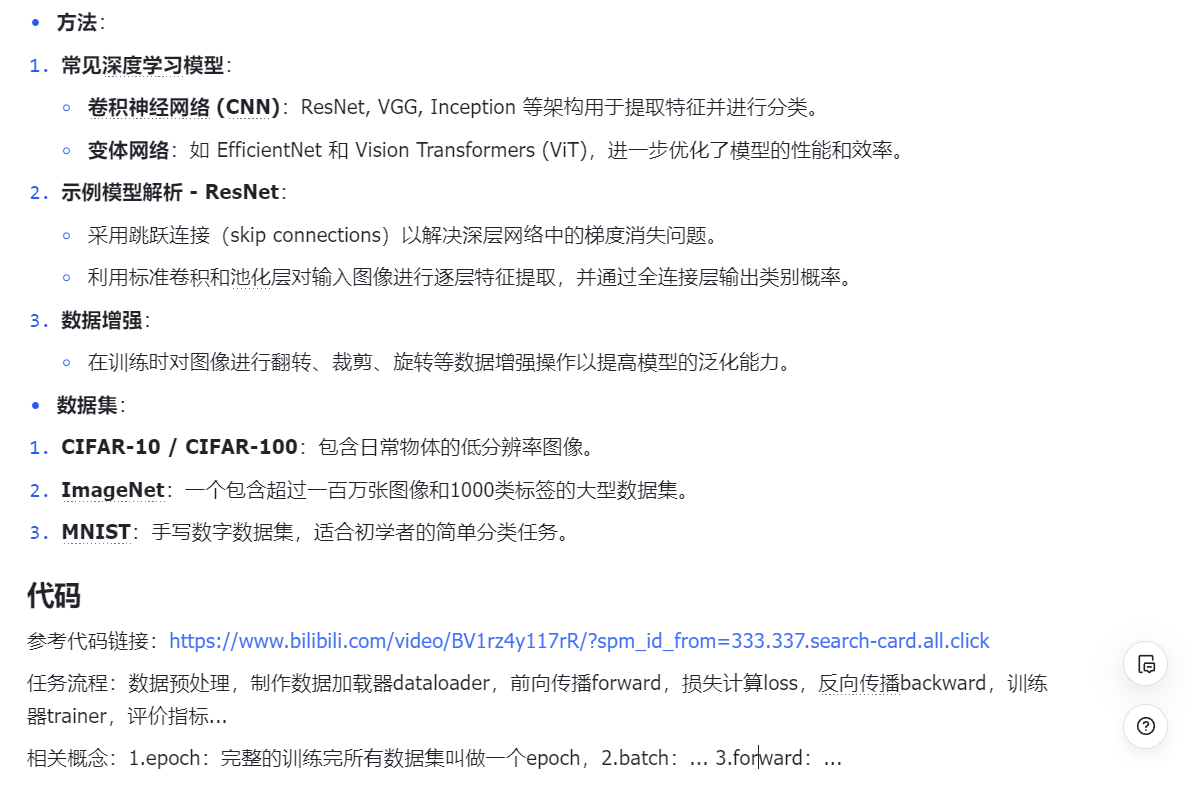 • 方法：
1. 常见深度学习模型：
◦ 卷积神经网络 (CNN)：ResNet, VGG, Inception 等架构用于提取特征并进行分类。
◦ 变体网络：如 EfficientNet 和 Vision Transformers (ViT)，进一步优化了模型的性能和效率。
2. 示例模型解析 - ResNet：
◦ 采用跳跃连接（skip connections）以解决深层网络中的梯度消失问题。
◦ 利用标准卷积和池化层对输入图像进行逐层特征提取，并通过全连接层输出类别概率。
3. 数据增强：
◦ 在训练时对图像进行翻转、裁剪、旋转等数据增强操作以提高模型的泛化能力。
• 数据集：
1. CIFAR-10 / CIFAR-100：包含日常物体的低分辨率图像。
2. ImageNet：一个包含超过一百万张图像和1000类标签的大型数据集。
3. MNIST：手写数字数据集，适合初学者的简单分类任务。
代码
参考代码链接：https://www.bilibili.com/video/BV1rz4y117rR/?spm_id_from=333.337.search-card.all.click
任务流程：数据预处理，制作数据加载器dataloader，前向传播forward，损失计算loss，反向传播backward，训练
器trainer，评价指标...
相关概念：1.epoch：完整的训练完所有数据集叫做一个epoch，2.batch：... 3.forward：...